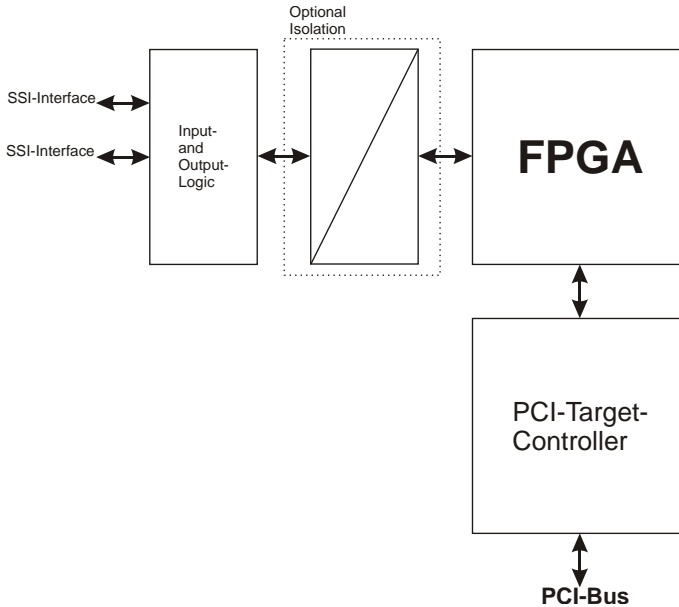 Optional
Isolation
SSI-Interface
SSI-Interface
Input-
and
Output-
Logic
FPGA
PCI-Target-
Controller
PCI-Bus